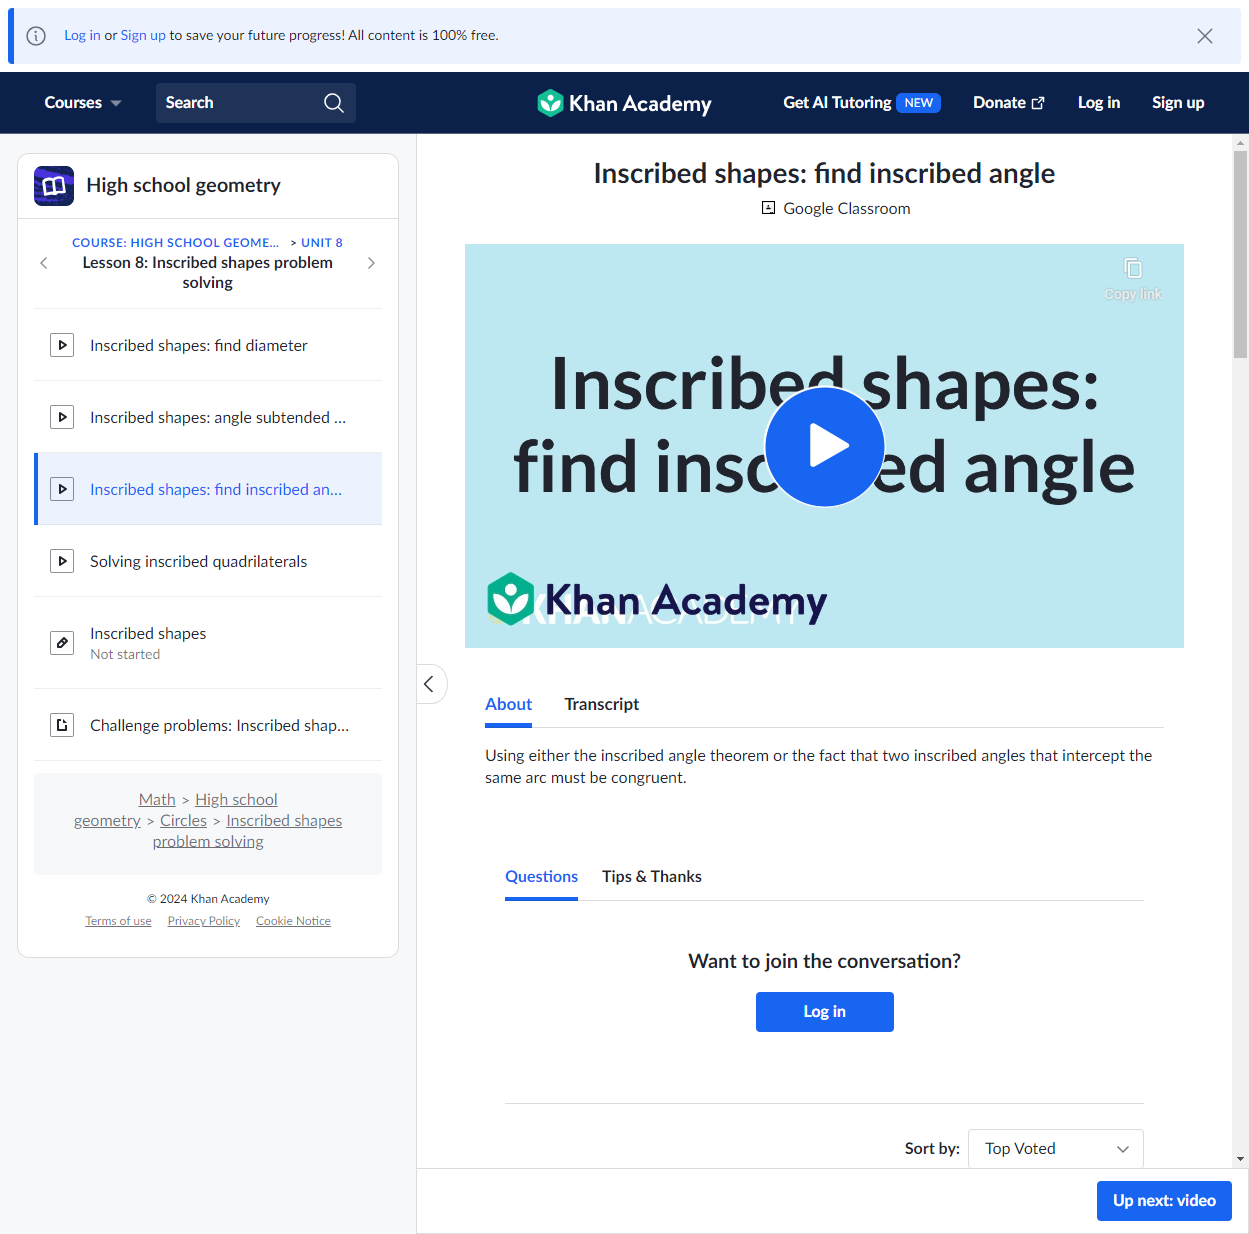 Log in or Sign up to save your future progress! All content is 100% free.
Courses
Search
Khan Academy
Get AI Tutoring NEW
Donate
Log in
Sign up
High school geometry
COURSE: HIGH SCHOOL GEOME... > UNIT 8
Lesson 8: Inscribed shapes problem
solving
Inscribed shapes: find diameter
Inscribed shapes: angle subtended ...
Inscribed shapes: find inscribed an...
Solving inscribed quadrilaterals
Inscribed shapes
Not started
Challenge problems: Inscribed shap...
Math > High school
geometry > Circles > Inscribed shapes
problem solving
© 2024 Khan Academy
Terms of use Privacy Policy Cookie Notice
Inscribed shapes: find inscribed angle
Google Classroom
Copy link
Inscribed shapes:
find inscribed angle
Khan Academy
KHANACADEMY
About
Transcript
Using either the inscribed angle theorem or the fact that two inscribed angles that intercept the
same arc must be congruent.
Questions
Tips & Thanks
Want to join the conversation?
Log in
Sort by: Top Voted
Up next: video